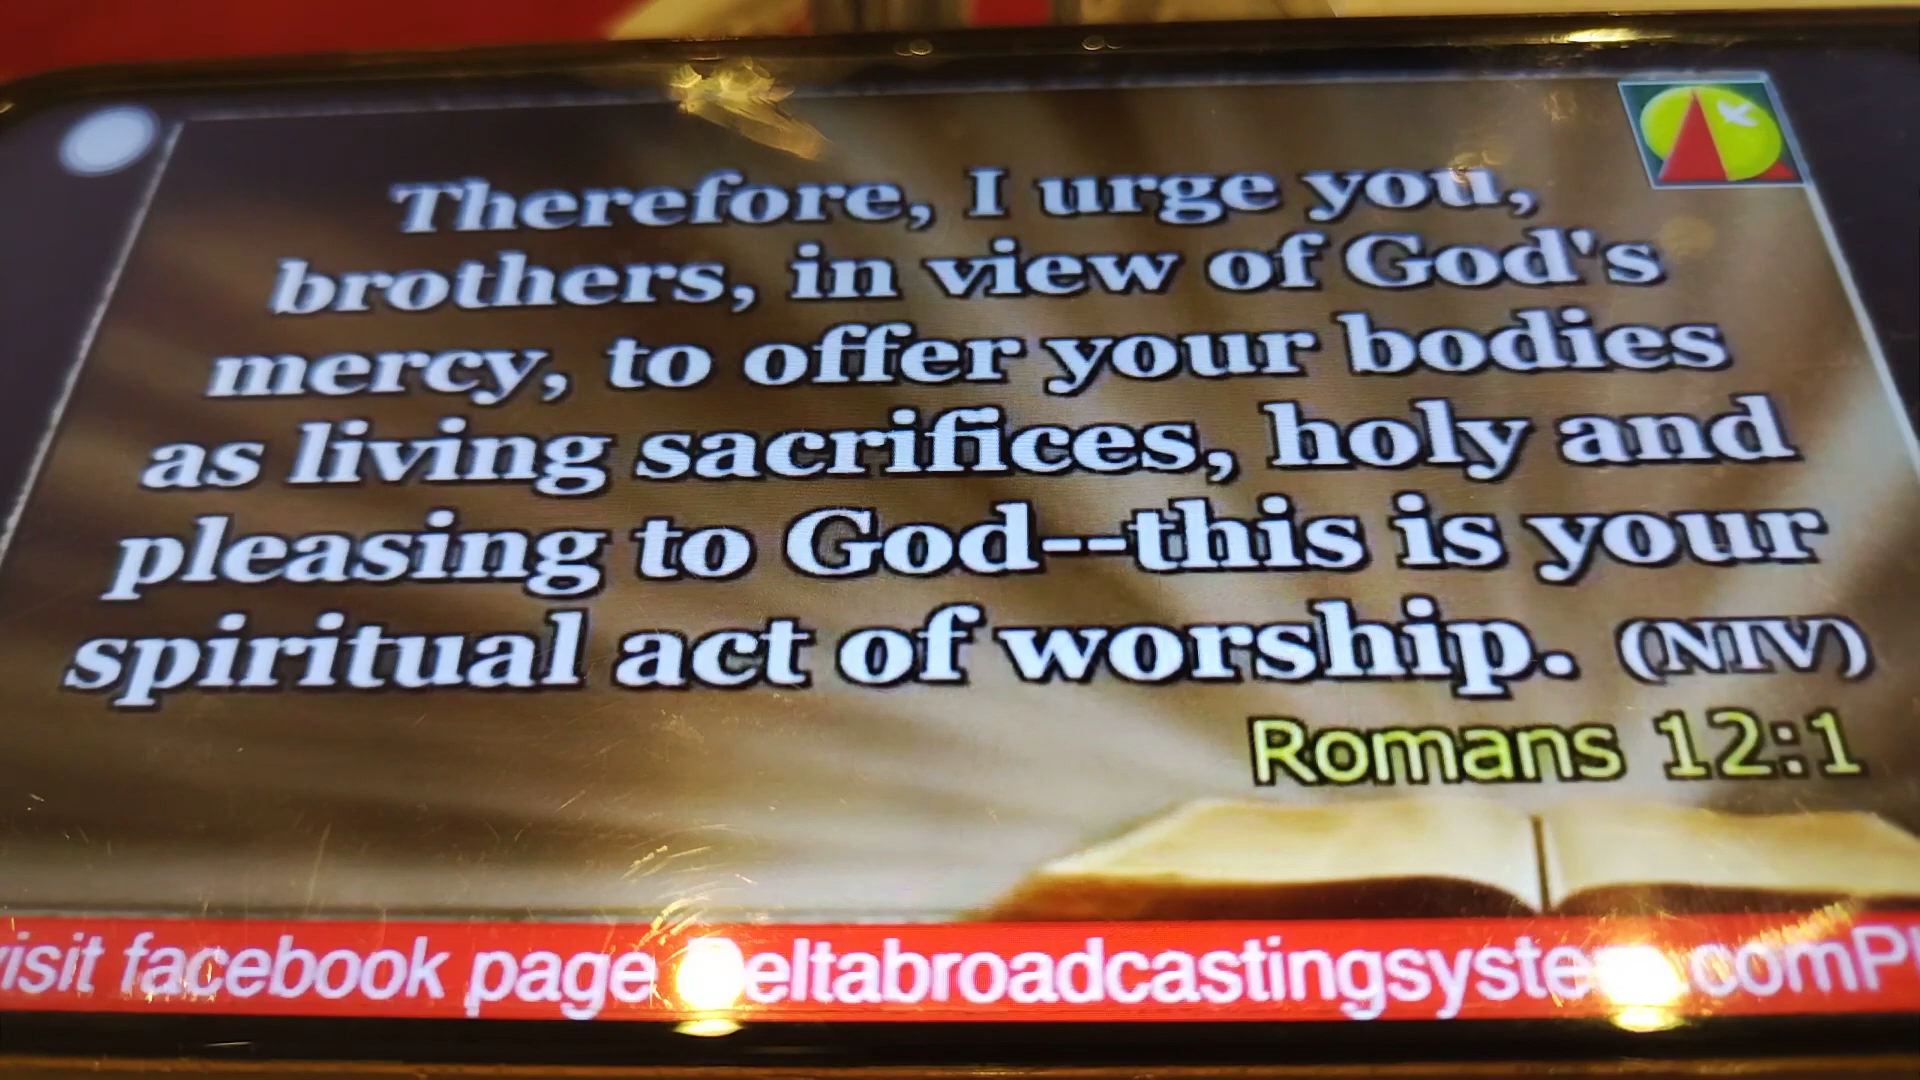 Therefore, I urge you,
brothers, in view of God's
mercy, to offer your bodies
as living sacrifices, holy and
pleasing to God--this is your
spiritual act of worship. (NIV)
Romans 12:1
visit facebook page